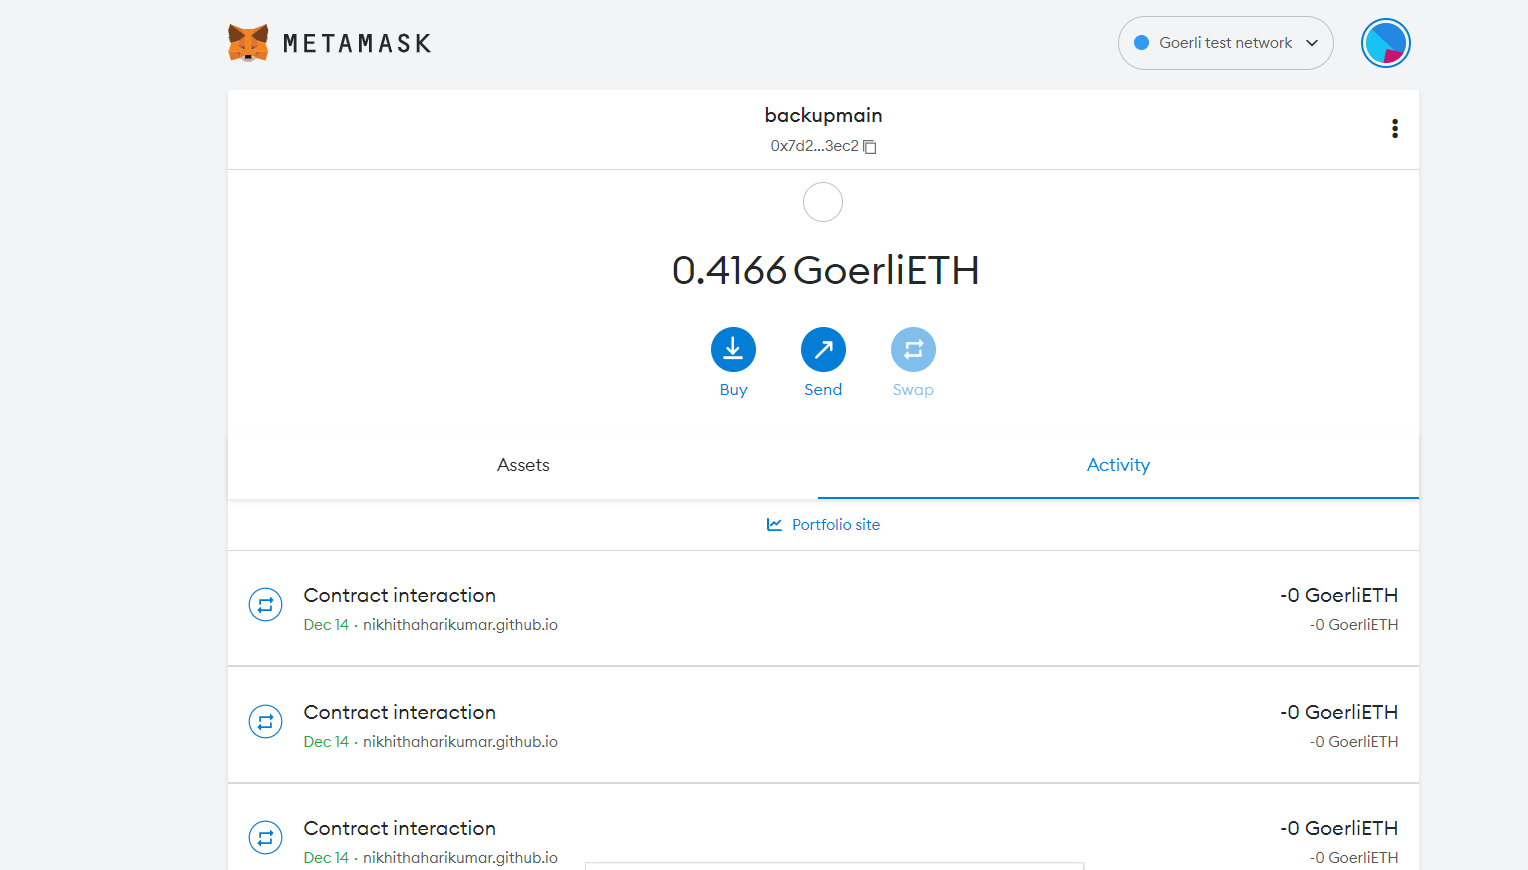 METAMASK
Goerli test network
backupmain
0x7d2...3ec2
0.4166 GoerliETH
Buy
Send
Swap
Assets
Activity
Portfolio site
Contract interaction
-0 GoerliETH
Dec 14 · nikhithaharikumar.github.io
-0 GoerliETH
Contract interaction
-0 GoerliETH
Dec 14 · nikhithaharikumar.github.io
-0 GoerliETH
Contract interaction
-0 GoerliETH
Dec 14 · nikhithaharikumar.github.io
-0 GoerliETH